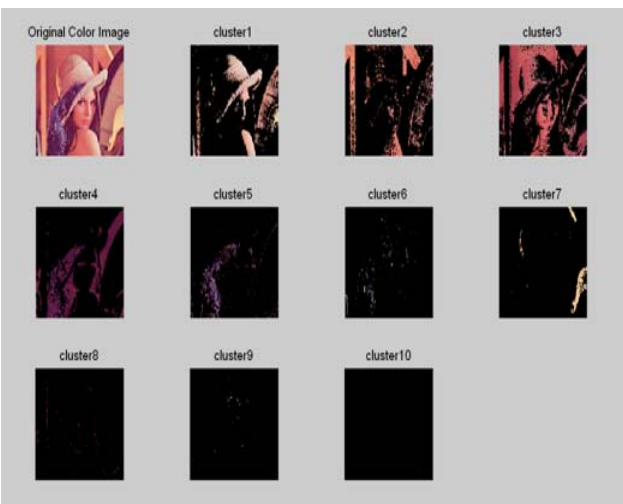 Original Color Image cluster1 cluster2 cluster3
cluster4 cluster5 cluster6 cluster7
cluster8 cluster9 cluster10